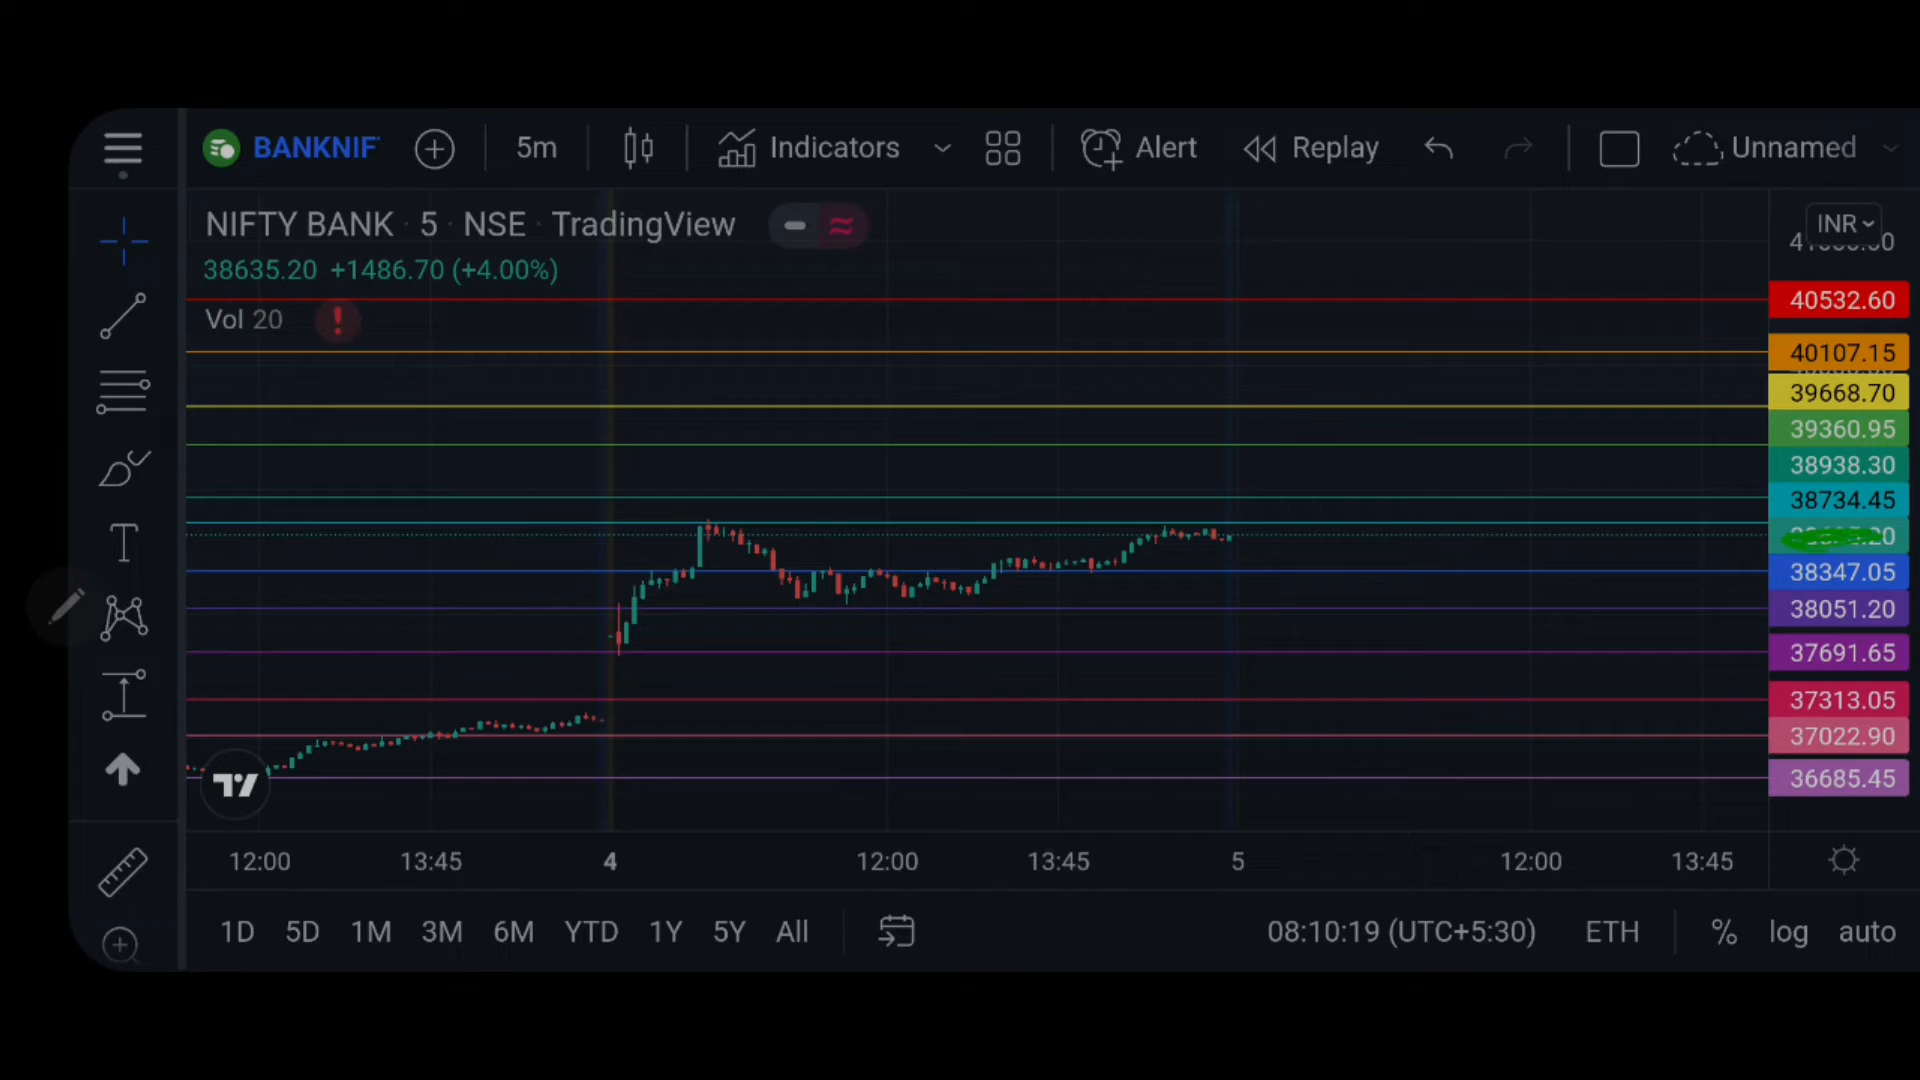 BANKNIF
5m
Indicators
Alert
Replay
Unnamed
NIFTY BANK · 5 · NSE · TradingView
INR
38635.20 +1486.70 (+4.00%)
Vol 20
40532.60
40107.15
39668.70
39360.95
38938.30
38734.45
38347.05
38051.20
37691.65
37313.05
37022.90
36685.45
12:00 13:45 4 12:00 13:45 5 12:00 13:45
1D 5D 1M 3M 6M YTD 1Y 5Y All
08:10:19 (UTC+5:30) ETH % log auto